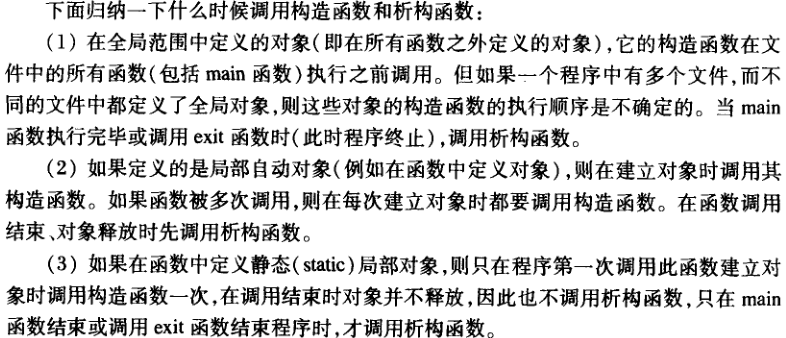 下面归纳一下什么时候调用构造函数和析构函数：
(1) 在全局范围中定义的对象(即在所有函数之外定义的对象),它的构造函数在文
件中的所有函数(包括 main 函数)执行之前调用。但如果一个程序中有多个文件,而不
同的文件中都定义了全局对象,则这些对象的构造函数的执行顺序是不确定的。当 main
函数执行完毕或调用 exit 函数时(此时程序终止),调用析构函数。
(2) 如果定义的是局部自动对象(例如在函数中定义对象),则在建立对象时调用其
构造函数。如果函数被多次调用,则在每次建立对象时都要调用构造函数。在函数调用
结束、对象释放时先调用析构函数。
(3) 如果在函数中定义静态(static)局部对象,则只在程序第一次调用此函数建立对
象时调用构造函数一次,在调用结束时对象并不释放,因此也不调用析构函数,只在 main
函数结束或调用 exit 函数结束程序时,才调用析构函数。